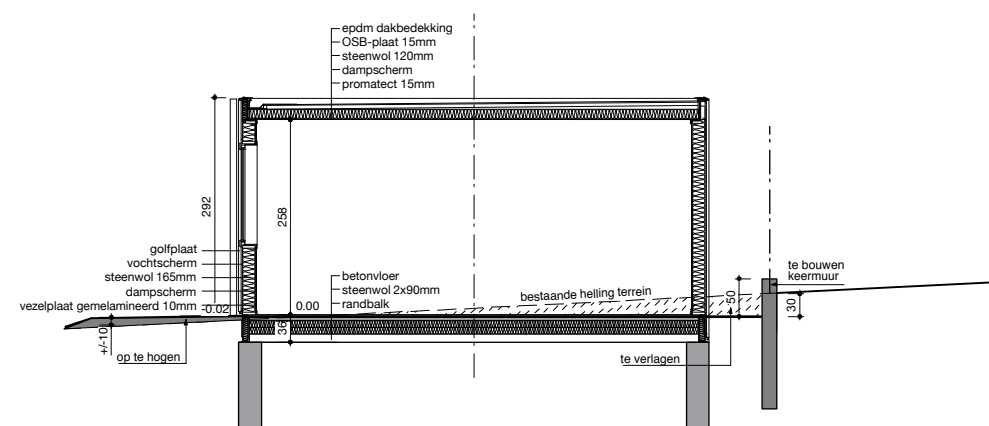 epdm dakbedekking
OSB-plaat 15mm
steenwol 120mm
dampscherm
promatect 15mm
292
258
golfplaat
vochtscherm
steenwol 165mm
dampscherm
vezelplaat gemelamineerd 10mm
-0.02
0.00
betonvloer
steenwol 2x90mm
randbalk
bestaande helling terrein
te bouwen
keermuur
50
30
36
+/-10
op te hogen
te verlagen